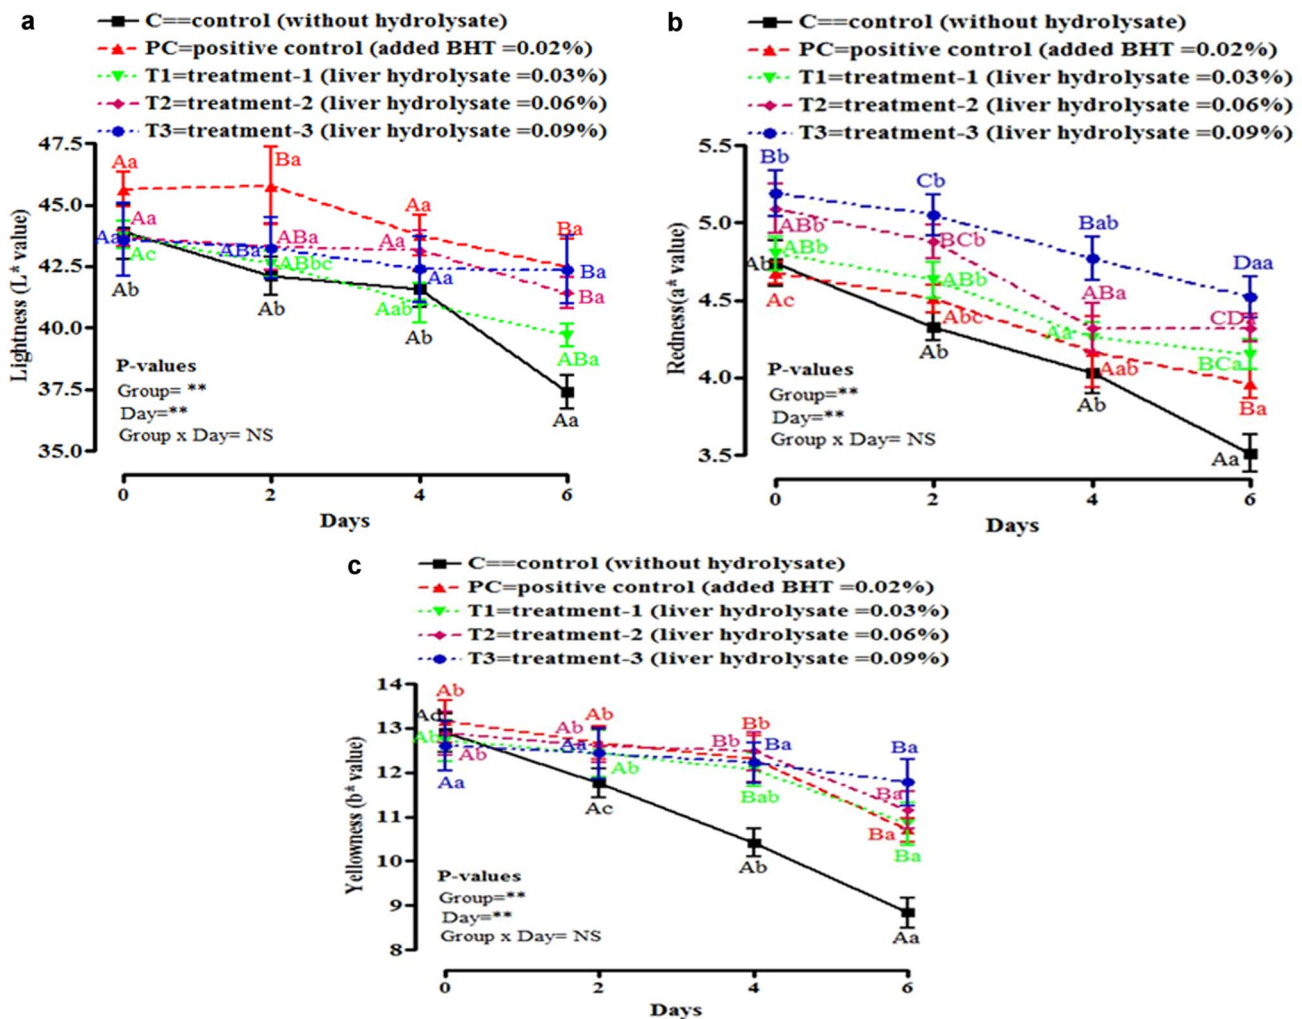 a
C==control (without hydrolysate)
PC=positive control (added BHT =0.02%)
T1=treatment-1 (liver hydrolysate =0.03%)
T2=treatment-2 (liver hydrolysate =0.06%)
T3=treatment-3 (liver hydrolysate =0.09%)
Lightness (L* value)
47.5
45.0
42.5
40.0
37.5
35.0
Aa
Ba
Aa
Ba
Aa
Aa
ABa
Aa
Ac
ABa
ABbc
Aa
Ba
Ba
Ab
Ab
Aab
Ab
ABa
Aa
P-values
Group= **
Day=**
Group x Day= NS
0
2
4
6
Days
b
C==control (without hydrolysate)
PC=positive control (added BHT =0.02%)
T1=treatment-1 (liver hydrolysate =0.03%)
T2=treatment-2 (liver hydrolysate =0.06%)
T3=treatment-3 (liver hydrolysate =0.09%)
Redness(a* value)
5.5
5.0
4.5
4.0
3.5
Bb
Cb
Bab
Daa
ABb
BCb
ABa
CD
ABb
ABb
Aa
BCa
Ab
Ac
Abc
Aab
Ba
Ab
Ab
Aa
P-values
Group=**
Day=**
Group x Day= NS
0
2
4
6
Days
c
C==control (without hydrolysate)
PC=positive control (added BHT =0.02%)
T1=treatment-1 (liver hydrolysate =0.03%)
T2=treatment-2 (liver hydrolysate =0.06%)
T3=treatment-3 (liver hydrolysate =0.09%)
Yellowness (b* value)
14
13
12
11
10
9
8
Ab
Ab
Bb
Ba
Ab
Ab
Bb
Ba
Ab
Aa
Aa
Ab
Ba
Ba
Bab
Ba
Ba
Ac
Ab
Aa
P-values
Group=**
Day=**
Group x Day= NS
0
2
4
6
Days